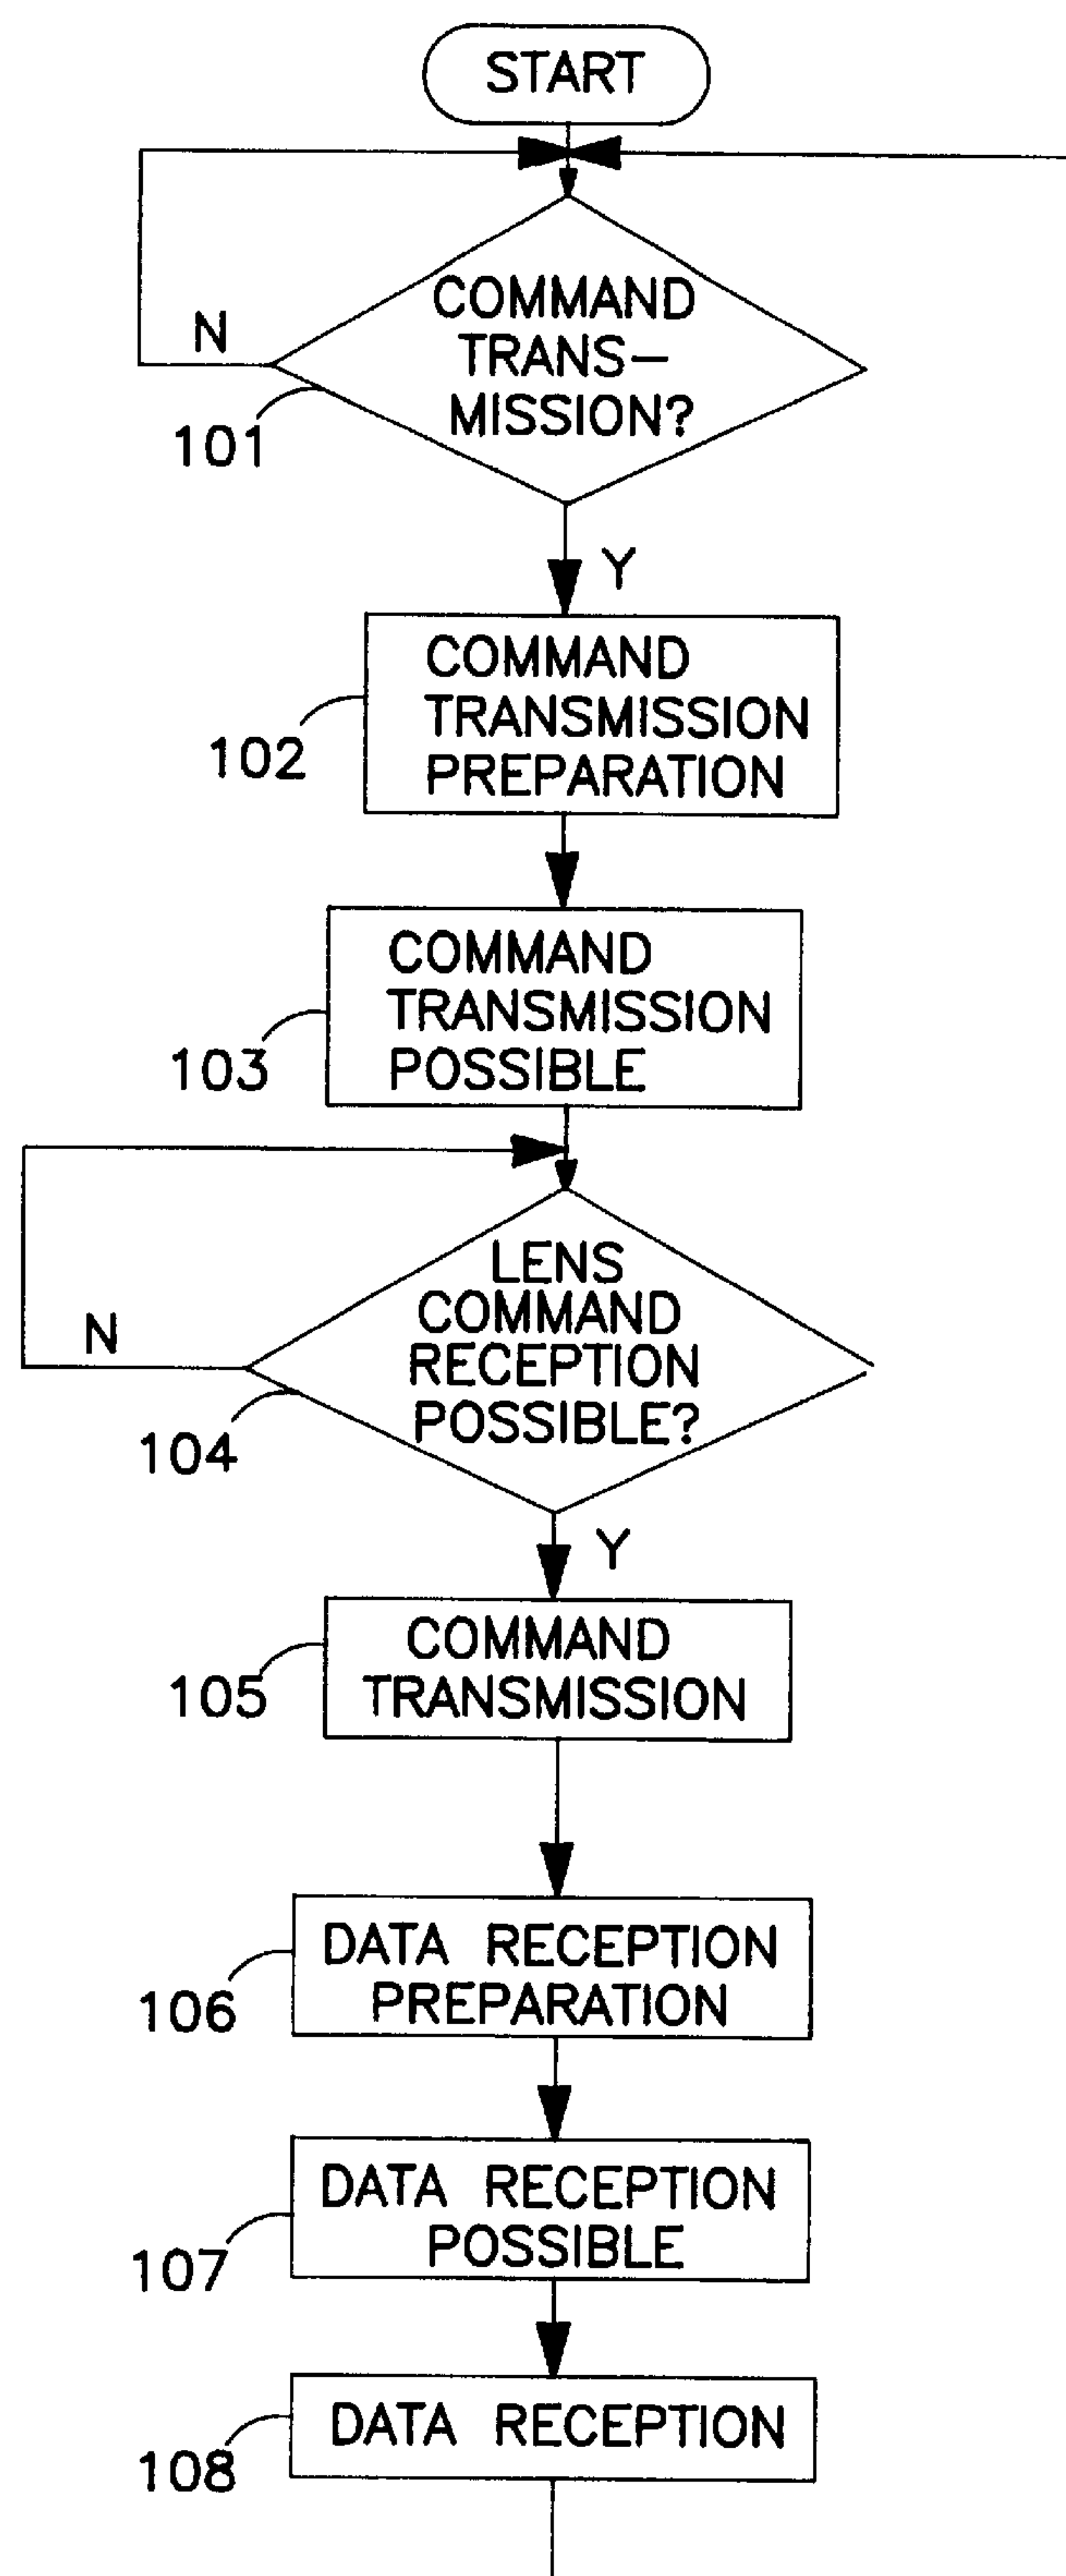 START
COMMAND
TRANS-
MISSION?
N
101
Y
COMMAND
TRANSMISSION
PREPARATION
102
COMMAND
TRANSMISSION
POSSIBLE
103
LENS
COMMAND
RECEPTION
POSSIBLE?
N
104
Y
COMMAND
TRANSMISSION
105
DATA RECEPTION
PREPARATION
106
DATA RECEPTION
POSSIBLE
107
DATA RECEPTION
108